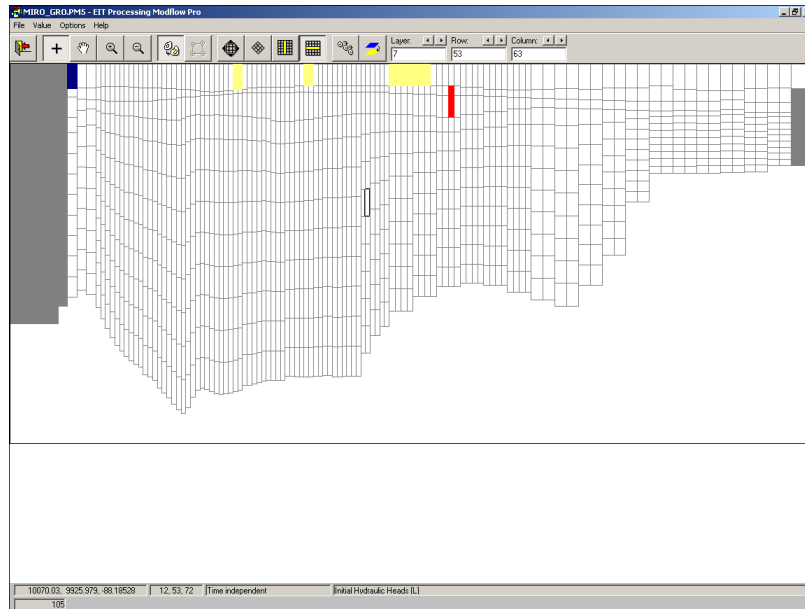 MIRO_GRO.PM5 - EIT Processing Modflow Pro
File Value Options Help
Layer: Row: Column:
7 53 63
10070.03, 9925.979, -88.18528 12, 53, 72 Time independent Initial Hydraulic Heads [L]
105